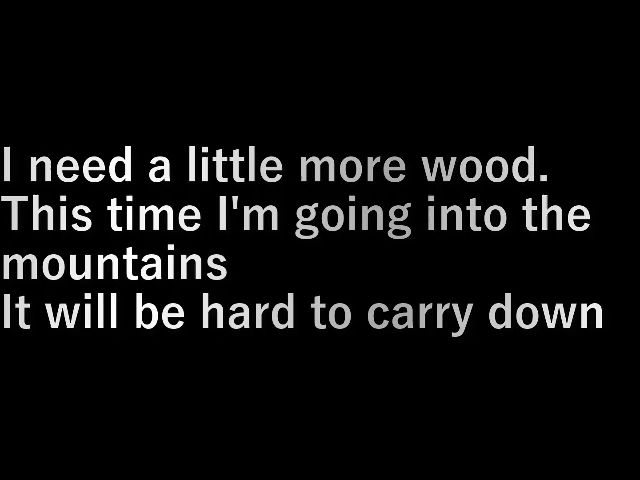 I need a little more wood.
This time I'm going into the
mountains
It will be hard to carry down